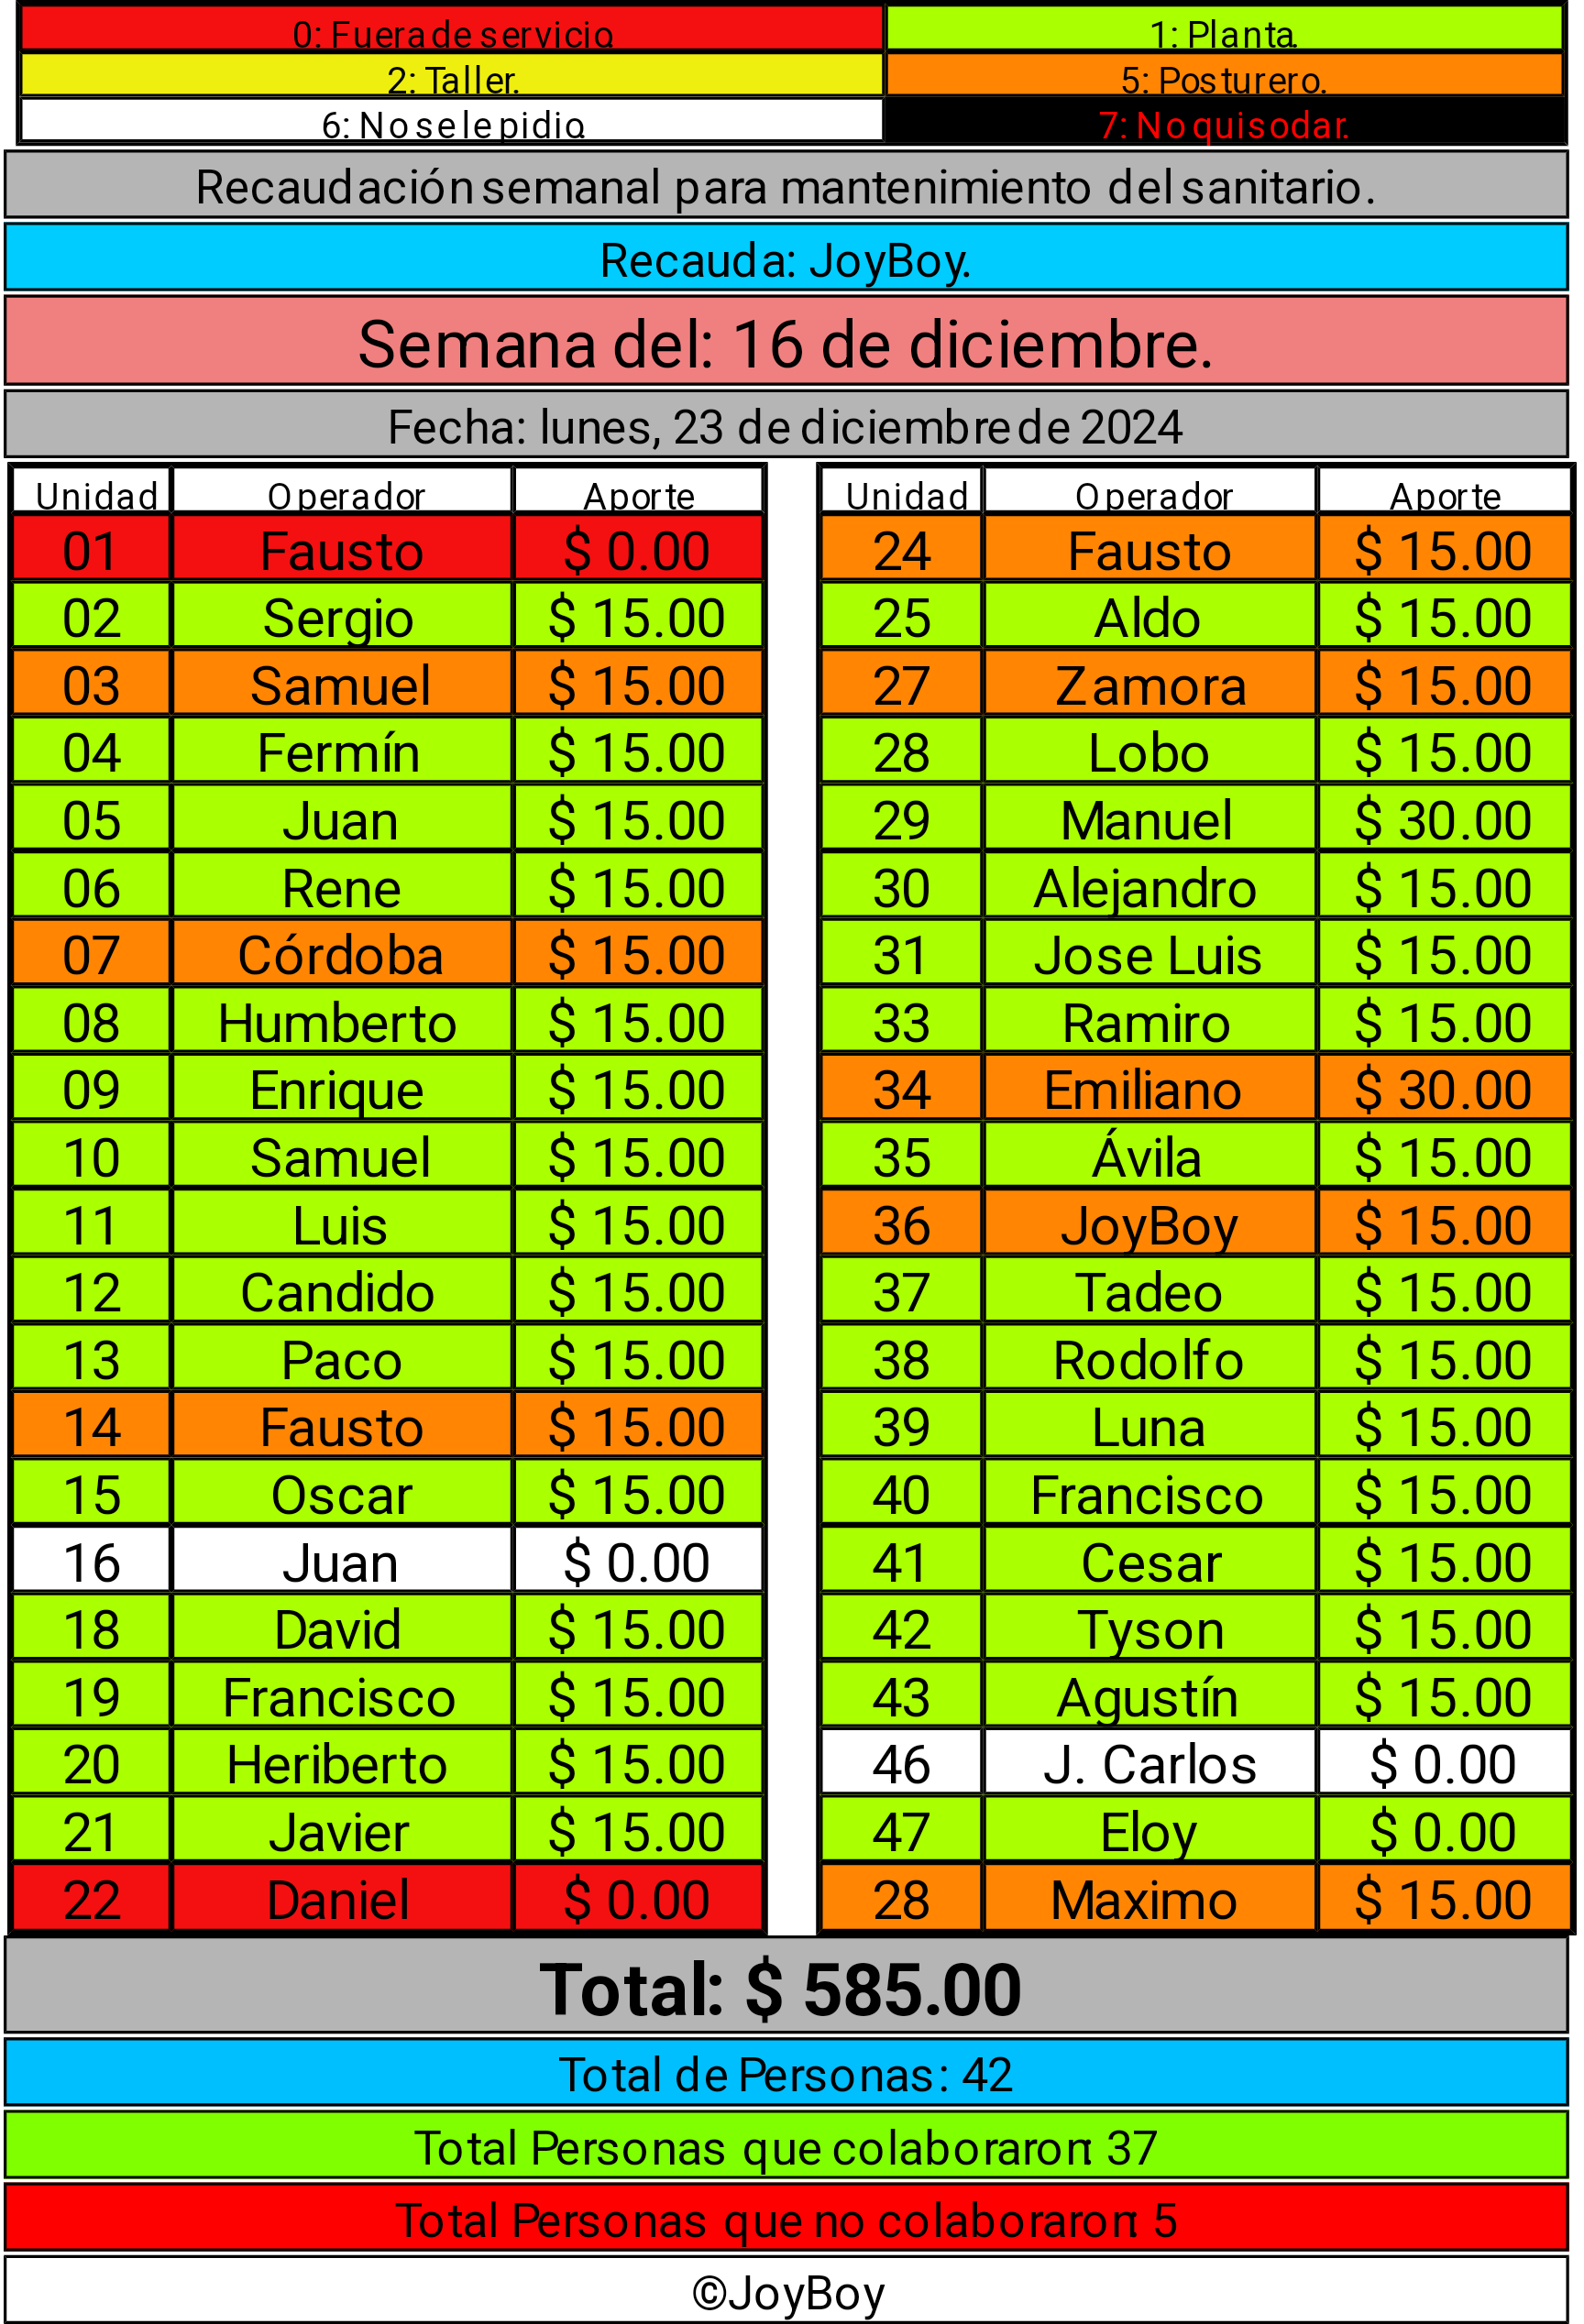 0: Fuera de servicio. 1: Planta.
2: Taller. 5: Posturero.
6: No se le pidio. 7: No quiso dar.
Recaudación semanal para mantenimiento del sanitario.
Recauda: JoyBoy.
Semana del: 16 de diciembre.
Fecha: lunes, 23 de diciembre de 2024
Unidad Operador Aporte Unidad Operador Aporte
01 Fausto $ 0.00 24 Fausto $ 15.00
02 Sergio $ 15.00 25 Aldo $ 15.00
03 Samuel $ 15.00 27 Zamora $ 15.00
04 Fermín $ 15.00 28 Lobo $ 15.00
05 Juan $ 15.00 29 Manuel $ 30.00
06 Rene $ 15.00 30 Alejandro $ 15.00
07 Córdoba $ 15.00 31 Jose Luis $ 15.00
08 Humberto $ 15.00 33 Ramiro $ 15.00
09 Enrique $ 15.00 34 Emiliano $ 30.00
10 Samuel $ 15.00 35 Ávila $ 15.00
11 Luis $ 15.00 36 JoyBoy $ 15.00
12 Candido $ 15.00 37 Tadeo $ 15.00
13 Paco $ 15.00 38 Rodolfo $ 15.00
14 Fausto $ 15.00 39 Luna $ 15.00
15 Oscar $ 15.00 40 Francisco $ 15.00
16 Juan $ 0.00 41 Cesar $ 15.00
18 David $ 15.00 42 Tyson $ 15.00
19 Francisco $ 15.00 43 Agustín $ 15.00
20 Heriberto $ 15.00 46 J. Carlos $ 0.00
21 Javier $ 15.00 47 Eloy $ 0.00
22 Daniel $ 0.00 28 Maximo $ 15.00
Total: $ 585.00
Total de Personas: 42
Total Personas que colaboraron: 37
Total Personas que no colaboraron: 5
©JoyBoy